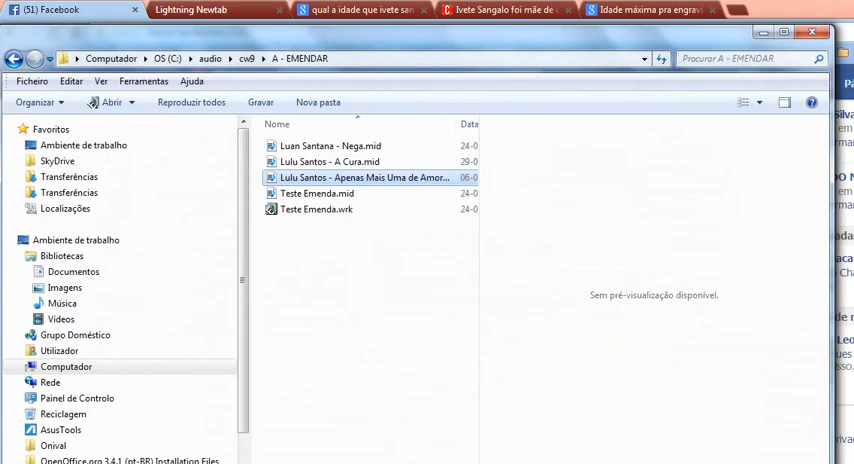 (51) Facebook
Lightning Newtab
qual a idade que ivete san
Ivete Sangalo foi mãe de
Idade máxima pra engravi
Computador
OS (C:)
audio
cw9
A - EMENDAR
Procurar A - EMENDAR
Ficheiro Editar Ver Ferramentas Ajuda
Organizar Abrir Reproduzir todos Gravar Nova pasta
Nome Data
Favoritos
Ambiente de trabalho
SkyDrive
Transferências
Transferências
Localizações
Ambiente de trabalho
Bibliotecas
Documentos
Imagens
Música
Vídeos
Grupo Doméstico
Utilizador
Computador
Rede
Painel de Controlo
Reciclagem
AsusTools
Onival
OpenOffice.org 3.4.1 (pt-BR) Installation Files
Luan Santana - Nega.mid 24-0
Lulu Santos - A Cura.mid 29-0
Lulu Santos - Apenas Mais Uma de Amor... 06-0
Teste Emenda.mid 24-0
Teste Emenda.wrk 24-0
Sem pré-visualização disponível.
Silva